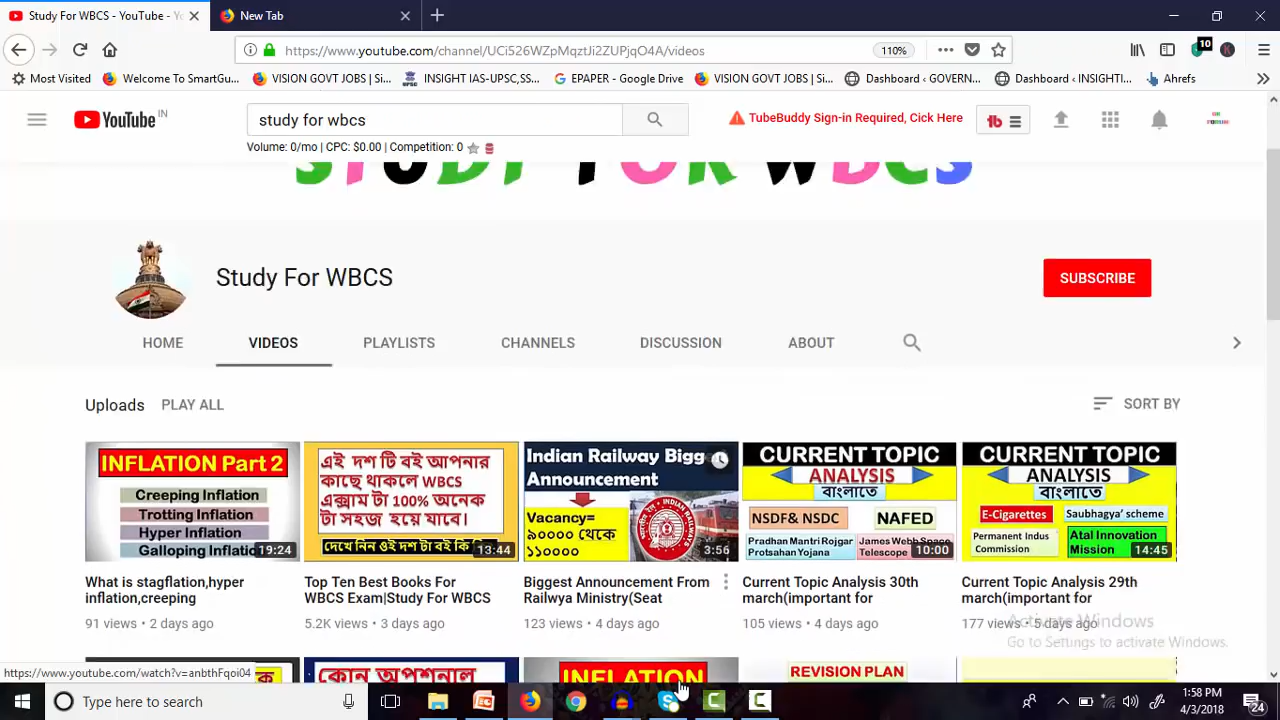 Study For WBCS - YouTube - Yo
New Tab
https://www.youtube.com/channel/UCi526WZpMqztJi2ZUPjqO4A/videos
110%
10
Most Visited
Welcome To SmartGu...
VISION GOVT JOBS | Si...
INSIGHT IAS-UPSC,SS...
EPAPER - Google Drive
VISION GOVT JOBS | Si...
Dashboard ‹ GOVERN...
Dashboard ‹ INSIGHTI...
Ahrefs
YouTube IN
study for wbcs
TubeBuddy Sign-in Required, Cick Here
tb
Volume: 0/mo | CPC: $0.00 | Competition: 0
STUDY FOR WBCS
Study For WBCS
SUBSCRIBE
HOME
VIDEOS
PLAYLISTS
CHANNELS
DISCUSSION
ABOUT
Uploads
PLAY ALL
SORT BY
INFLATION Part 2
Creeping Inflation
Trotting Inflation
Hyper Inflation
Galloping Inflatio
19:24
এই দশ টি বই আপনার
কাছে থাকলে WBCS
এক্সাম টা 100% অনেক
টা সহজ হয়ে যাবে।
13:44
Indian Railway Bigg
Announcement
Vacancy=
৯০০০০ থেকে
১১০০০০
3:56
CURRENT TOPIC
ANALYSIS
বাংলাতে
NSDF& NSDC
NAFED
Pradhan Mantri Rojgar
Protsahan Yojana
James Webb Space
Telescope
10:00
CURRENT TOPIC
ANALYSIS
বাংলাতে
E-Cigarettes
Saubhagya' scheme
Permanent Indus
Commission
Atal Innovation
Mission
14:45
What is stagflation,hyper
inflation,creeping
91 views • 2 days ago
Top Ten Best Books For
WBCS Exam|Study For WBCS
5.2K views • 3 days ago
Biggest Announcement From
Railwya Ministry(Seat
123 views • 4 days ago
Current Topic Analysis 30th
march(important for
105 views • 4 days ago
Current Topic Analysis 29th
march(important for
177 views • 5 days ago
Activate Windows
Go to Settings to activate Windows.
https://www.youtube.com/watch?v=anbthFqoi04
কোন অপশনাল
INFLATION
REVISION PLAN
Type here to search
1:58 PM
4/3/2018
24